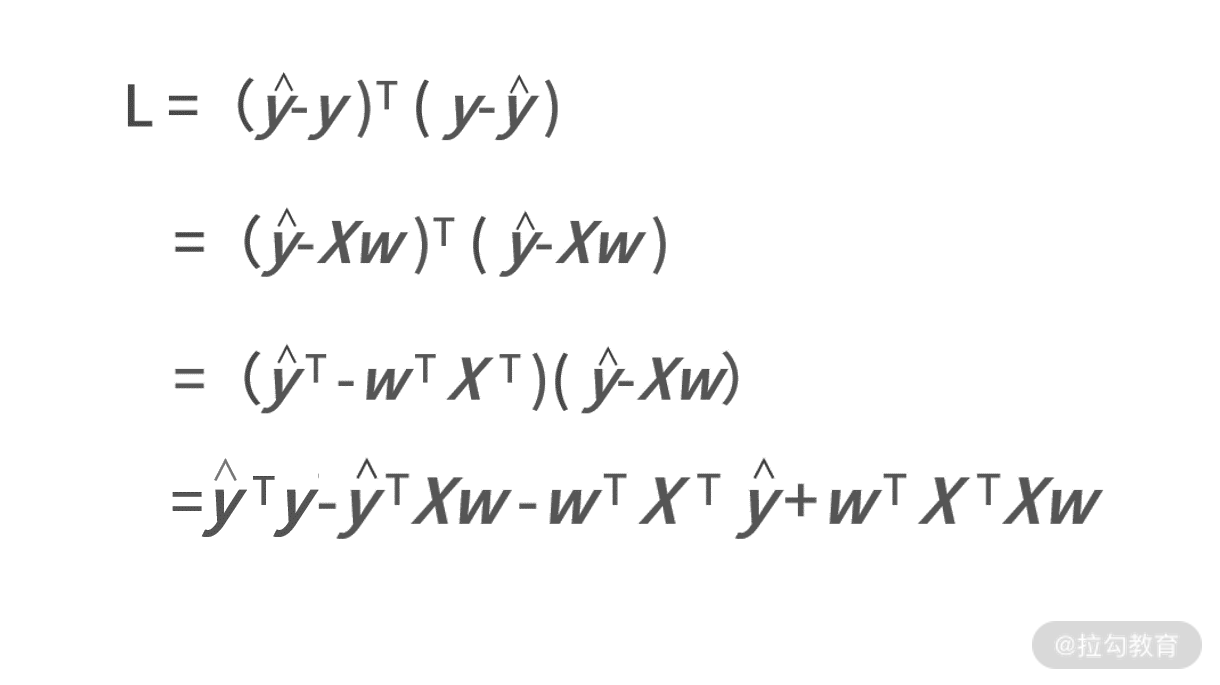 L = (ŷ-y)ᵀ(y-ŷ)
= (ŷ-Xw)ᵀ(ŷ-Xw)
= (ŷᵀ-wᵀXᵀ)(ŷ-Xw)
=ŷᵀy-ŷᵀXw-wᵀXᵀŷ+wᵀXᵀXw
@拉勾教育